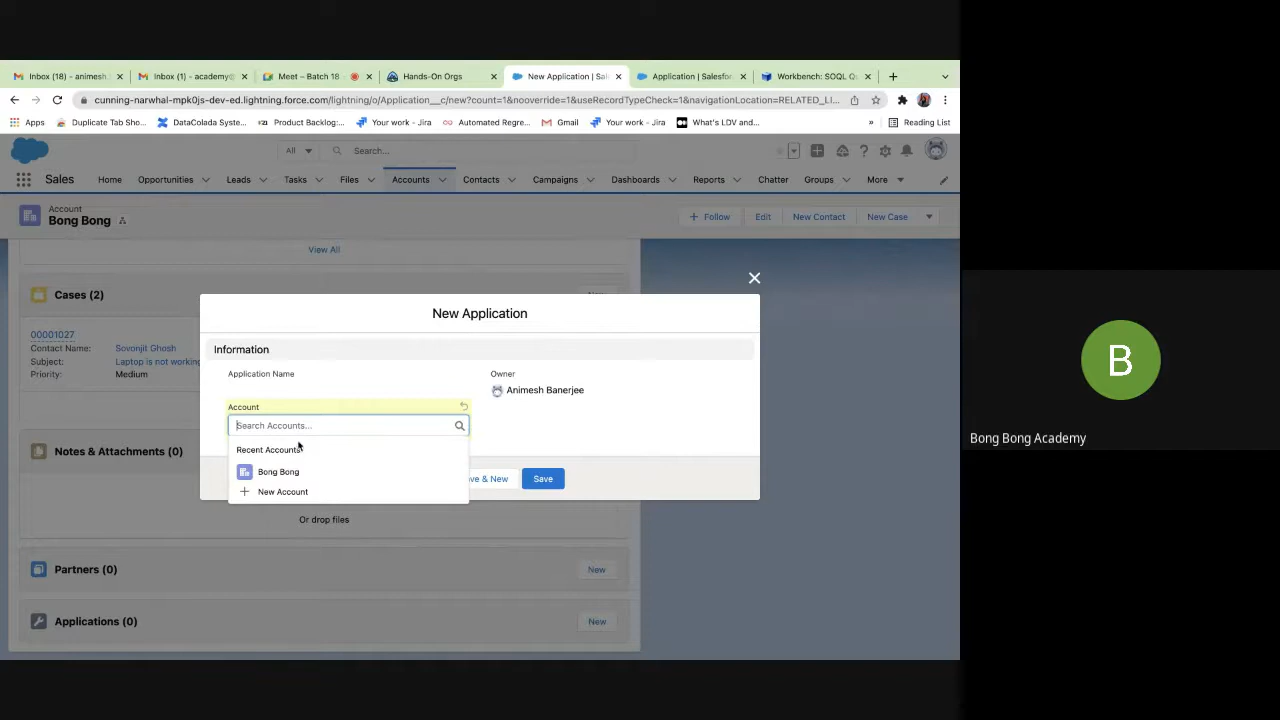 Inbox (18) - animesh.
Inbox (1) - academy@
Meet – Batch 18
Hands-On Orgs
New Application | Sal
Application | Salesfor
Workbench: SOQL Qu
cunning-narwhal-mpk0js-dev-ed.lightning.force.com/lightning/o/Application__c/new?count=1&nooverride=1&useRecordTypeCheck=1&navigationLocation=RELATED_LI...
Apps
Duplicate Tab Sho...
DataColada Syste...
Product Backlog:...
Your work - Jira
Automated Regre...
Gmail
Your work - Jira
What's LDV and...
»
Reading List
All
Search...
Sales
Home
Opportunities
Leads
Tasks
Files
Accounts
Contacts
Campaigns
Dashboards
Reports
Chatter
Groups
More
Account
Bong Bong
+ Follow
Edit
New Contact
New Case
View All
Cases (2)
00001027
Contact Name: Sovonjit Ghosh
Subject: Laptop is not working
Priority: Medium
New Application
Information
Application Name
Owner
Animesh Banerjee
Account
Search Accounts...
Recent Accounts
Bong Bong
+ New Account
ve & New
Save
Notes & Attachments (0)
Or drop files
Partners (0)
New
Applications (0)
New
B
Bong Bong Academy